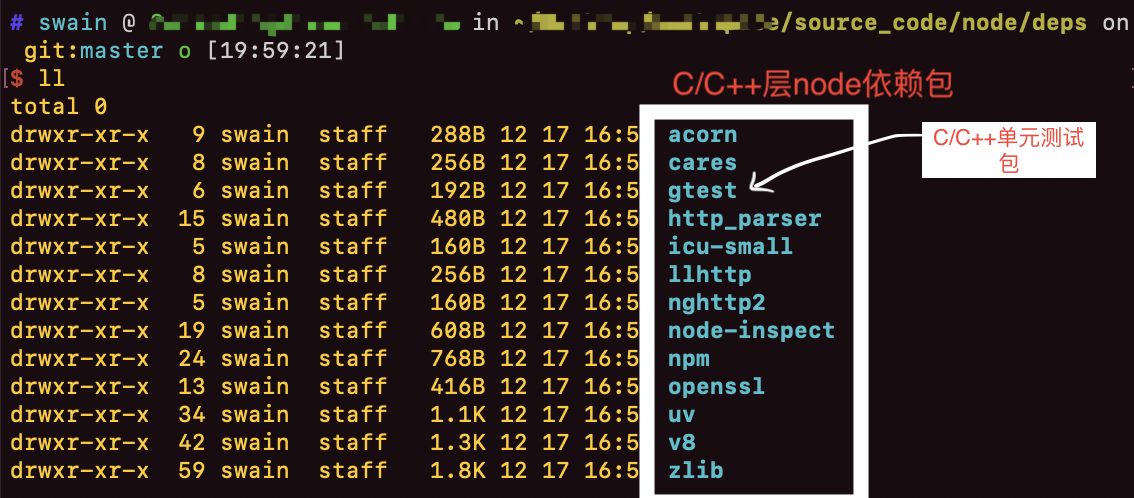 # swain @ in /source_code/node/deps on
git:master o [19:59:21]
$ ll
C/C++层node依赖包
total 0
drwxr-xr-x 9 swain staff 288B 12 17 16:5 acorn
C/C++单元测试
包
drwxr-xr-x 8 swain staff 256B 12 17 16:5 cares
drwxr-xr-x 6 swain staff 192B 12 17 16:5 gtest
drwxr-xr-x 15 swain staff 480B 12 17 16:5 http_parser
drwxr-xr-x 5 swain staff 160B 12 17 16:5 icu-small
drwxr-xr-x 8 swain staff 256B 12 17 16:5 llhttp
drwxr-xr-x 5 swain staff 160B 12 17 16:5 nghttp2
drwxr-xr-x 19 swain staff 608B 12 17 16:5 node-inspect
drwxr-xr-x 24 swain staff 768B 12 17 16:5 npm
drwxr-xr-x 13 swain staff 416B 12 17 16:5 openssl
drwxr-xr-x 34 swain staff 1.1K 12 17 16:5 uv
drwxr-xr-x 42 swain staff 1.3K 12 17 16:5 v8
drwxr-xr-x 59 swain staff 1.8K 12 17 16:5 zlib